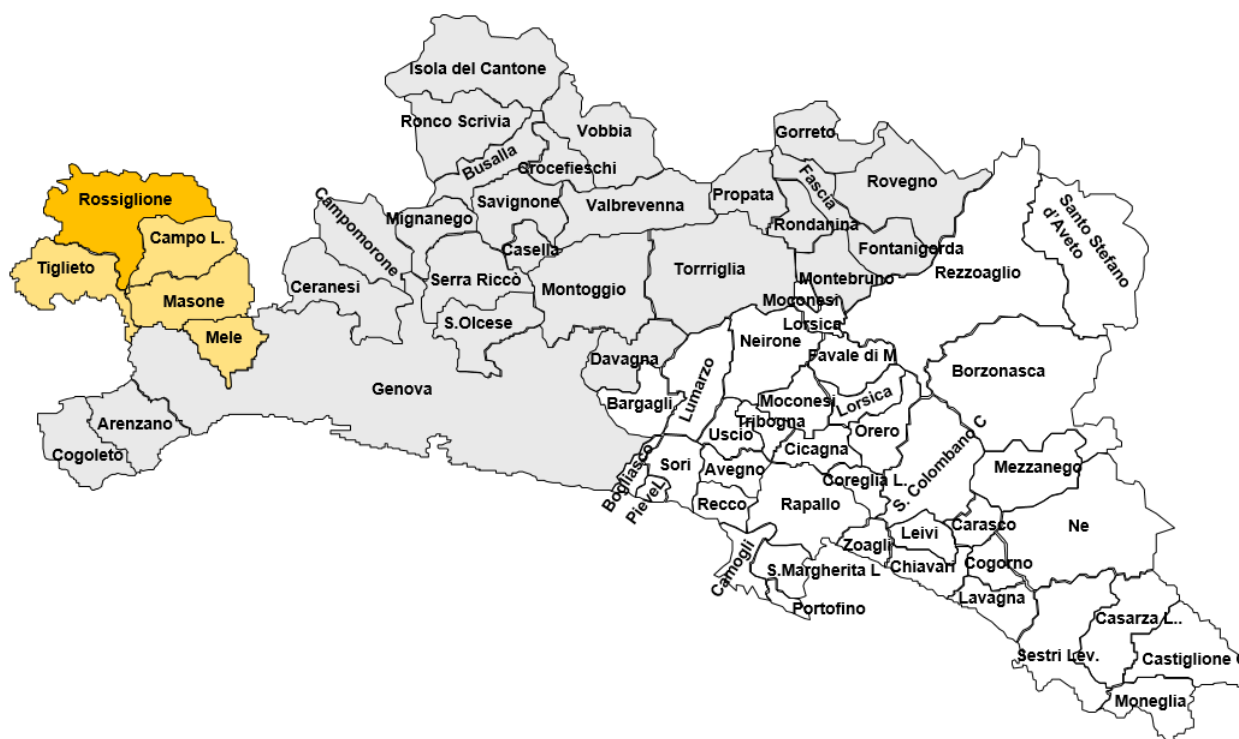 Isola del Cantone
Ronco Scrivia
Vobbia
Gorreto
Busalla
Crocefieschi
Rossiglione
Campomorone
Mignanego
Savignone
Valbrevenna
Propata
Fascia
Rovegno
Santo Stefano
d'Aveto
Campo L.
Rondanina
Casella
Fontanigorda
Tiglieto
Ceranesi
Serra Riccò
Montoggio
Torrriglia
Montebruno
Rezzoaglio
Masone
Moconesi
S.Olcese
Lorsica
Mele
Neirone
Davagna
Favale di M
Genova
Lumarzo
Borzonasca
Bargagli
Moconesi
Lorsica
Arenzano
Tribogna
Uscio
Orero
Cicagna
S. Colombano C
Cogoleto
Bogliasco
Sori
Avegno
Mezzanego
PieveL
Coreglia L.
Recco
Rapallo
Carasco
Ne
Leivi
Zoagli
Camogli
Chiavari
Cogorno
S.Margherita L
Lavagna
Portofino
Casarza L..
Sestri Lev.
Castiglione C
Moneglia